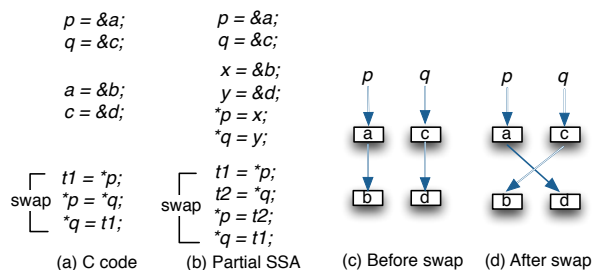 p = &a;
q = &c;
a = &b;
c = &d;
swap
t1 = *p;
*p = *q;
*q = t1;
(a) C code
p = &a;
q = &c;
x = &b;
y = &d;
*p = x;
*q = y;
swap
t1 = *p;
t2 = *q;
*p = t2;
*q = t1;
(b) Partial SSA
p q
a c
b d
(c) Before swap
p q
a c
b d
(d) After swap